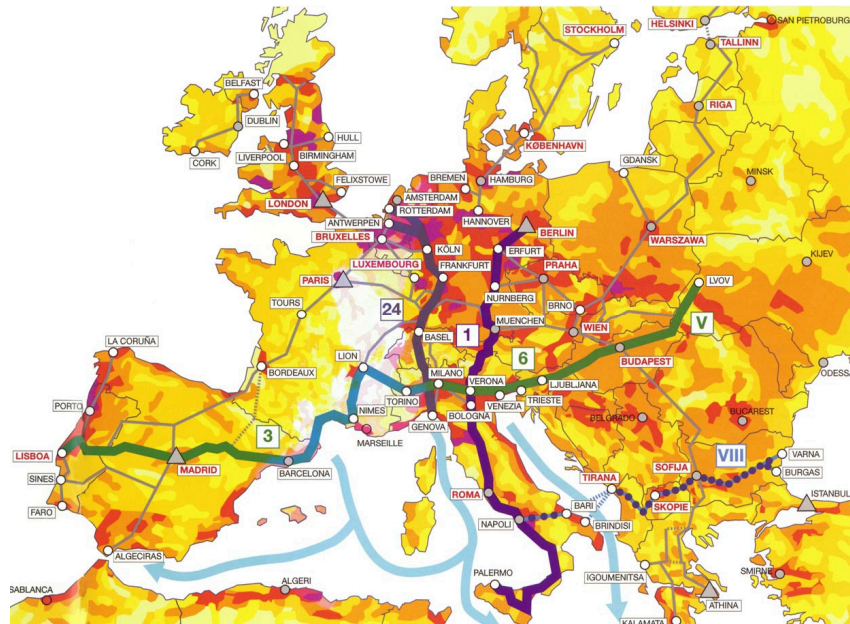 STOCKHOLM
HELSINKI
SAN PIETROBURG
TALLINN
RIGA
BELFAST
DUBLIN
HULL
CORK
LIVERPOOL
BIRMINGHAM
KØBENHAVN
GDANSK
MINSK
FELIXSTOWE
BREMEN
HAMBURG
AMSTERDAM
ROTTERDAM
LONDON
HANNOVER
BERLIN
ANTWERPEN
BRUXELLES
WARSZAWA
KÖLN
ERFURT
KIJEV
LUXEMBOURG
FRANKFURT
PRAHA
LVOV
PARIS
NURNBERG
BRNO
TOURS
24
MUENCHEN
WIEN
V
LA CORUÑA
BASEL
1
6
BUDAPEST
LION
MILANO
VERONA
LJUBLJANA
ODESSA
BORDEAUX
TORINO
VENEZIA
TRIESTE
PORTO
NIMES
GENOVA
BOLOGNA
BELGRADO
BUCAREST
3
MARSEILLE
LISBOA
MADRID
BARCELONA
VIII
VARNA
SINES
TIRANA
SOFIJA
BURGAS
FARO
ROMA
BARI
SKOPIE
ISTANBUL
NAPOLI
BRINDISI
ALGECIRAS
IGOUMENITSA
SMIRNE
PALERMO
SABLANCA
ALGERI
ATHINA
KALAMATA